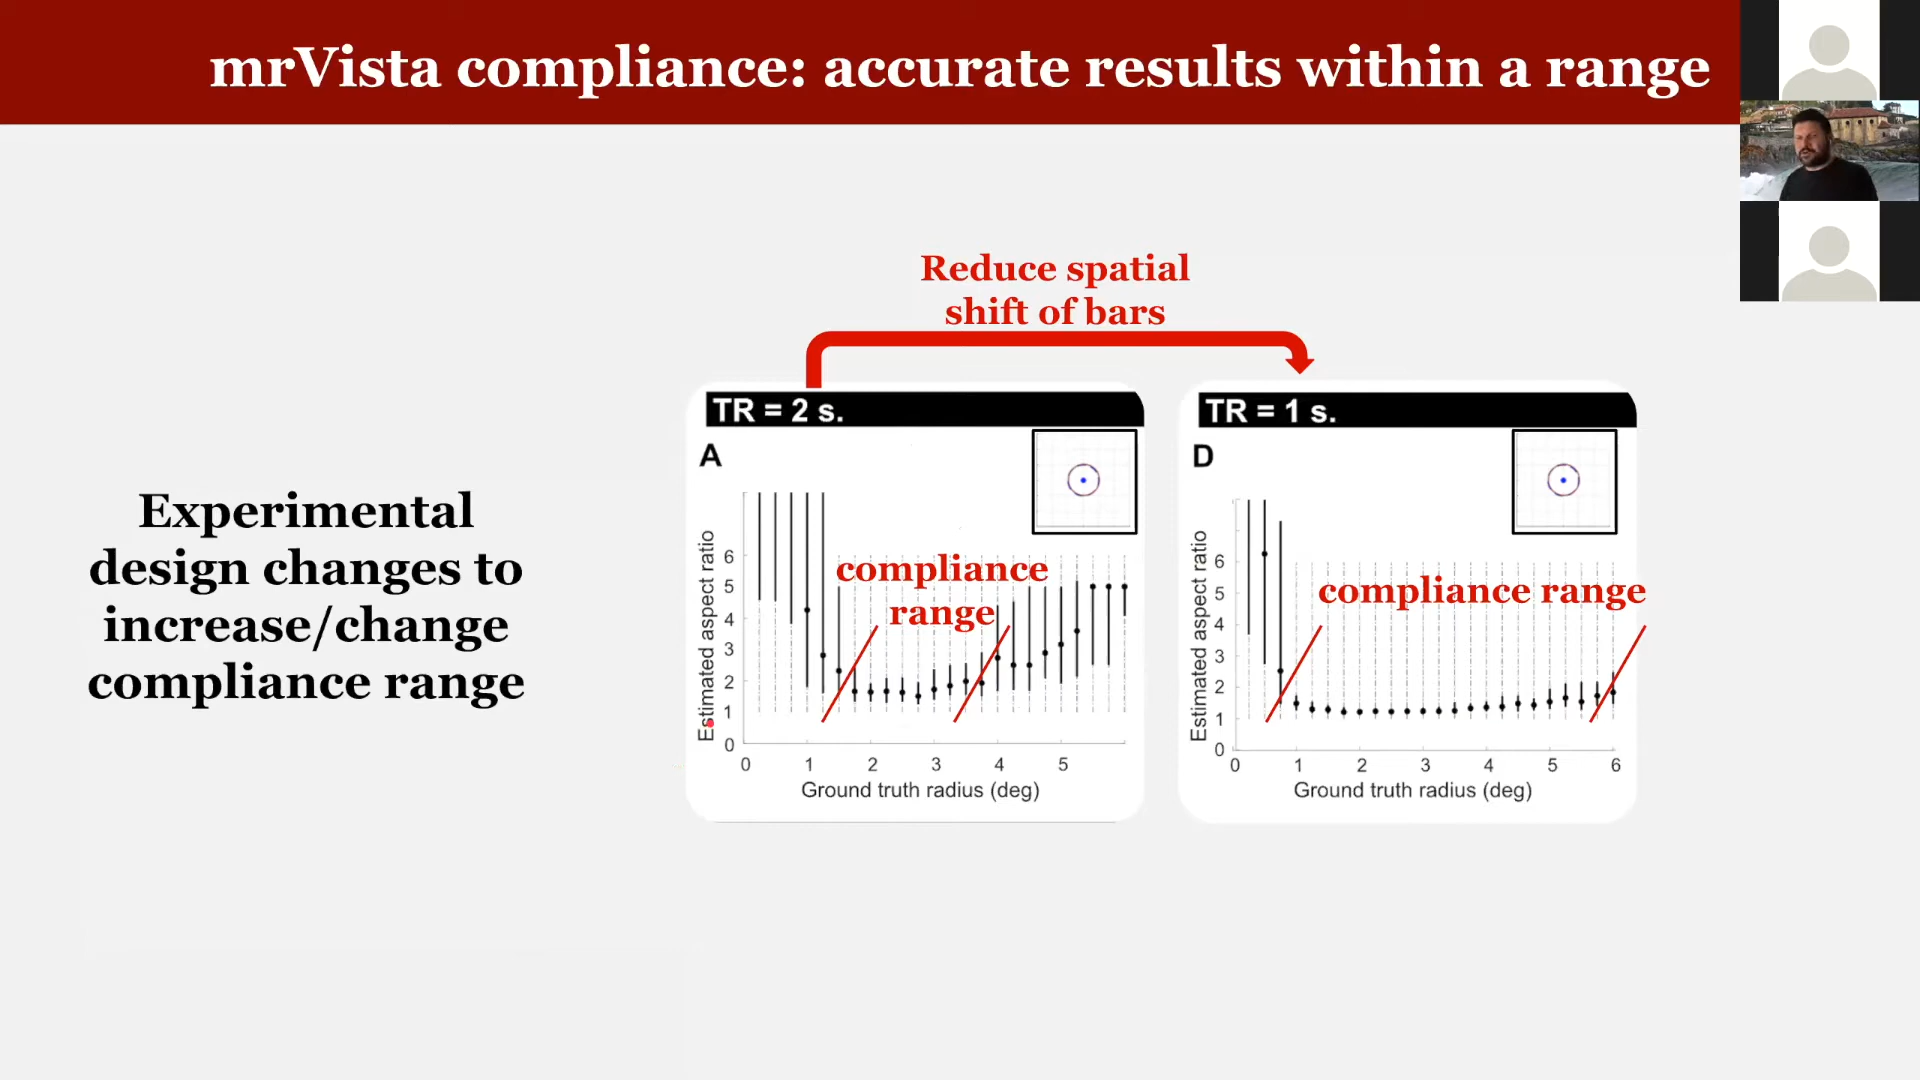 mrVista compliance: accurate results within a range
Reduce spatial
shift of bars
Experimental
design changes to
increase/change
compliance range
TR = 2 s.
A
compliance
range
Estimated aspect ratio
6
5
4
3
2
1
0
0 1 2 3 4 5
Ground truth radius (deg)
TR = 1 s.
D
compliance range
Estimated aspect ratio
6
5
4
3
2
1
0
0 1 2 3 4 5 6
Ground truth radius (deg)